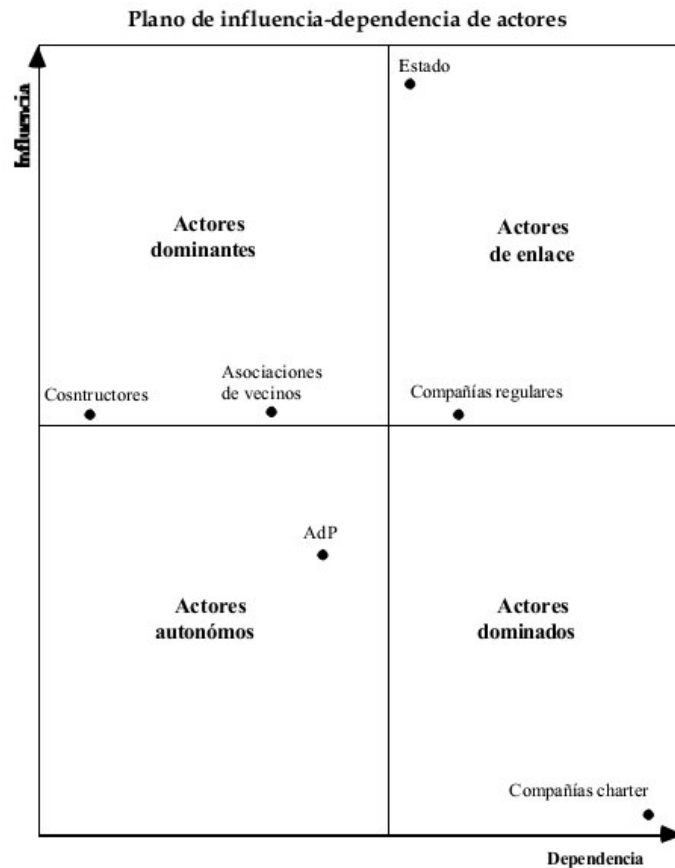 Plano de influencia-dependencia de actores
Influencia
Estado
Actores
dominantes
Actores
de enlace
Cosntructores
Asociaciones
de vecinos
Compañías regulares
AdP
Actores
autonómos
Actores
dominados
Compañías charter
Dependencia